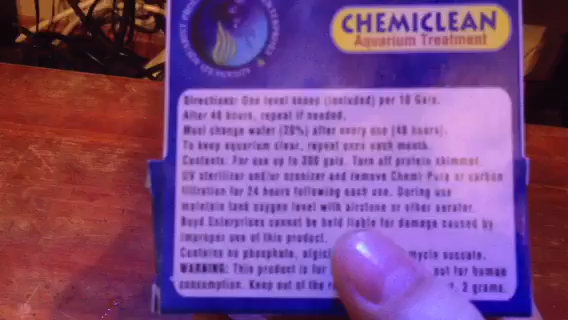 CHEMICLEAN
Aquarium Treatment
Directions: One level scoop (included) per 10 Gals.
After 48 hours, repeat if needed.
Must change water (20%) after every use (48 hours).
To keep aquarium clear, repeat once each month.
Contents: For use up to 300 gals. Turn off protein skimmer,
UV sterilizer and/or ozonizer and remove Chemi-Pure or carbon
filtration for 24 hours following each use. During use
maintain tank oxygen level with airstone or other aerator.
Boyd Enterprises cannot be held liable for damage caused by
improper use of this product.
Contains no phosphate, algici
WARNING: This product is for not for human
consumption. Keep out of the 2 grams.